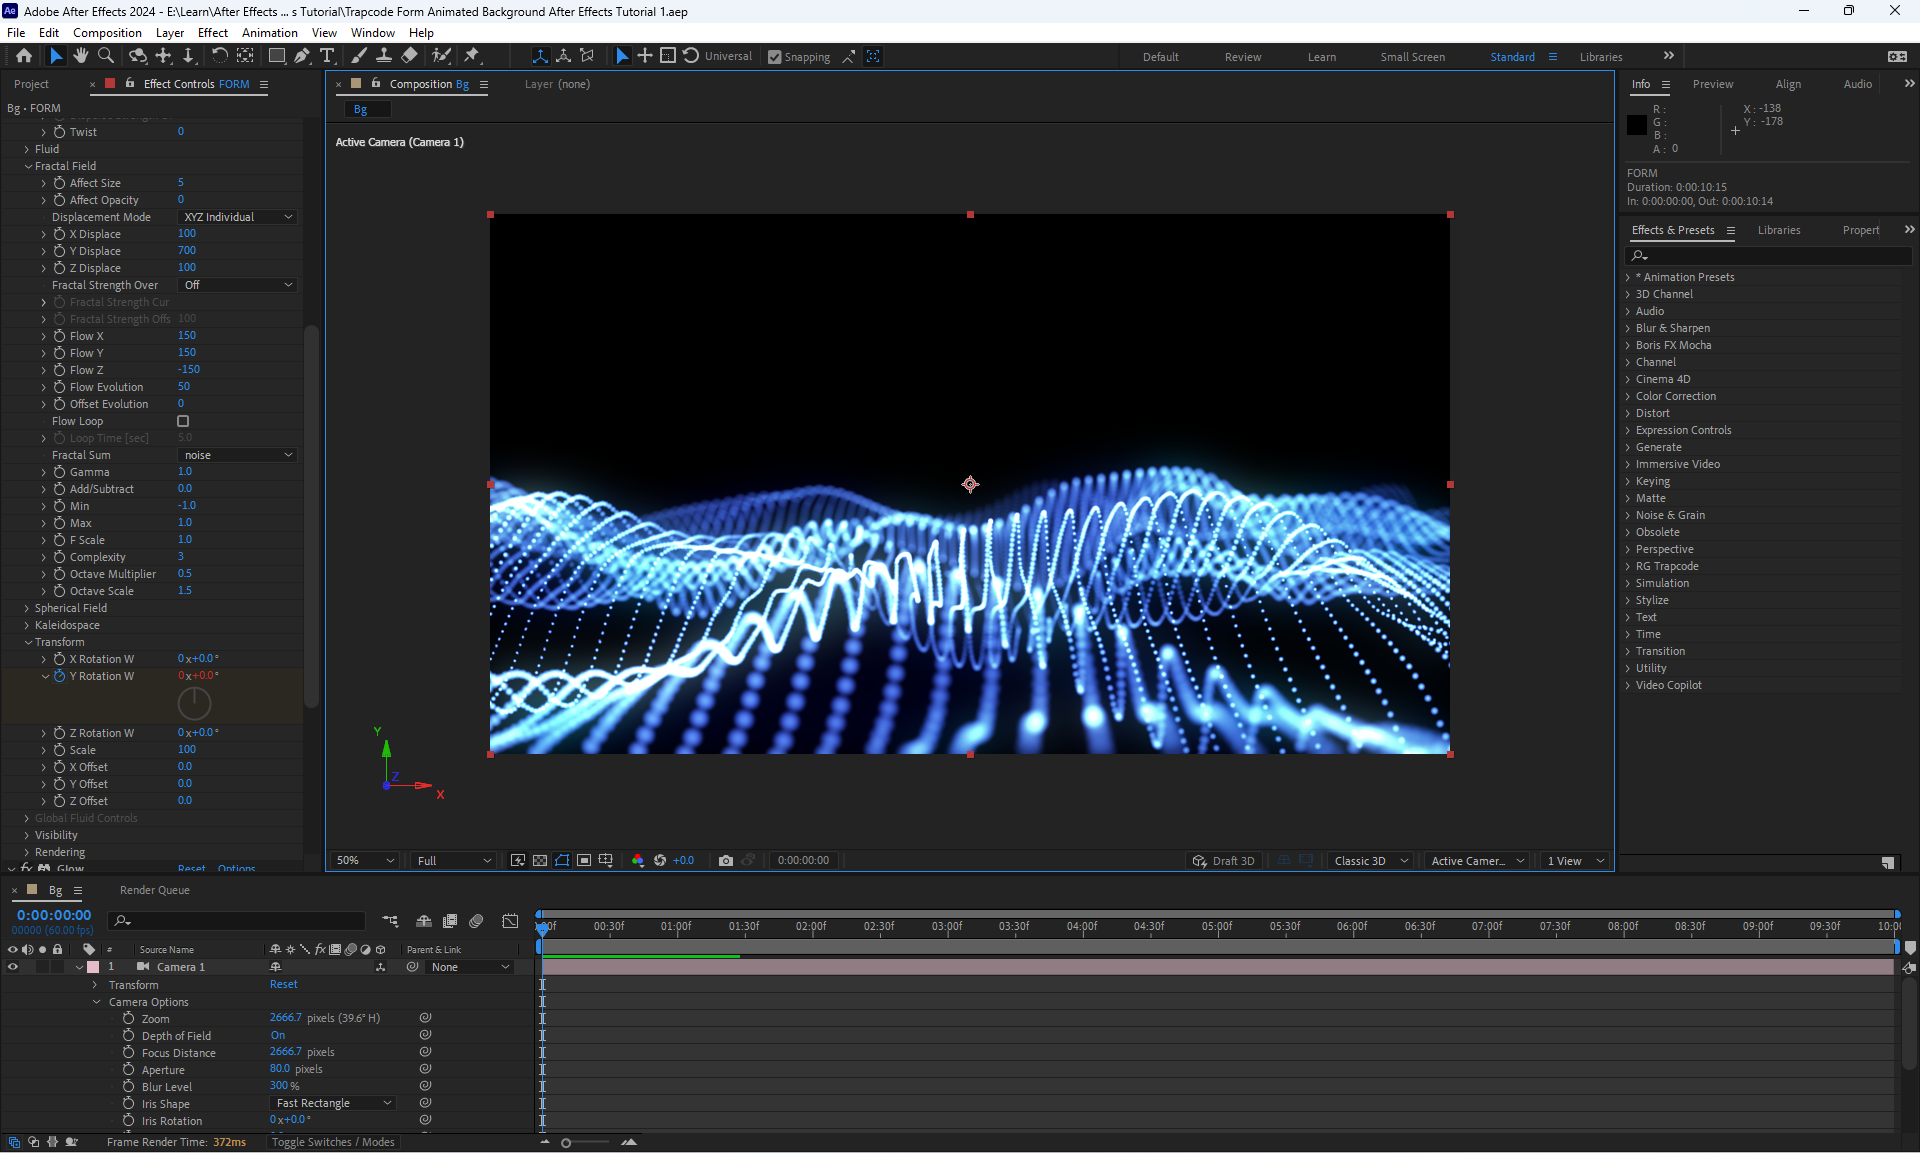 Adobe After Effects 2024 - E:\Learn\After Effects ... s Tutorial\Trapcode Form Animated Background After Effects Tutorial 1.aep
File Edit Composition Layer Effect Animation View Window Help
Universal Snapping Default Review Learn Small Screen Standard Libraries
Project Effect Controls FORM
Bg • FORM
Twist 0
Fluid
Fractal Field
Affect Size 5
Affect Opacity 0
Displacement Mode XYZ Individual
X Displace 100
Y Displace 700
Z Displace 100
Fractal Strength Over Off
Fractal Strength Cur
Fractal Strength Offs 100
Flow X 150
Flow Y 150
Flow Z -150
Flow Evolution 50
Offset Evolution 0
Flow Loop
Loop Time [sec] 5.0
Fractal Sum noise
Gamma 1.0
Add/Subtract 0.0
Min -1.0
Max 1.0
F Scale 1.0
Complexity 3
Octave Multiplier 0.5
Octave Scale 1.5
Spherical Field
Kaleidospace
Transform
X Rotation W 0x+0.0°
Y Rotation W 0x+0.0°
Z Rotation W 0x+0.0°
Scale 100
X Offset 0.0
Y Offset 0.0
Z Offset 0.0
Global Fluid Controls
Visibility
Rendering
Glow Reset Options
Composition Bg Layer (none)
Bg
Active Camera (Camera 1)
Y
Z
X
50% Full +0.0 0:00:00:00 Draft 3D Classic 3D Active Camer... 1 View
Info Preview Align Audio
R:
G:
B:
A: 0
X: -138
Y: -178
FORM
Duration: 0:00:10:15
In: 0:00:00:00, Out: 0:00:10:14
Effects & Presets Libraries Propert
* Animation Presets
3D Channel
Audio
Blur & Sharpen
Boris FX Mocha
Channel
Cinema 4D
Color Correction
Distort
Expression Controls
Generate
Immersive Video
Keying
Matte
Noise & Grain
Obsolete
Perspective
RG Trapcode
Simulation
Stylize
Text
Time
Transition
Utility
Video Copilot
Bg Render Queue
0:00:00:00
00000 (60.00 fps)
00:30f 01:00f 01:30f 02:00f 02:30f 03:00f 03:30f 04:00f 04:30f 05:00f 05:30f 06:00f 06:30f 07:00f 07:30f 08:00f 08:30f 09:00f 09:30f
# Source Name Parent & Link
1 Camera 1 None
Transform Reset
Camera Options
Zoom 2666.7 pixels (39.6° H)
Depth of Field On
Focus Distance 2666.7 pixels
Aperture 80.0 pixels
Blur Level 300 %
Iris Shape Fast Rectangle
Iris Rotation 0x+0.0°
Frame Render Time: 372ms Toggle Switches / Modes